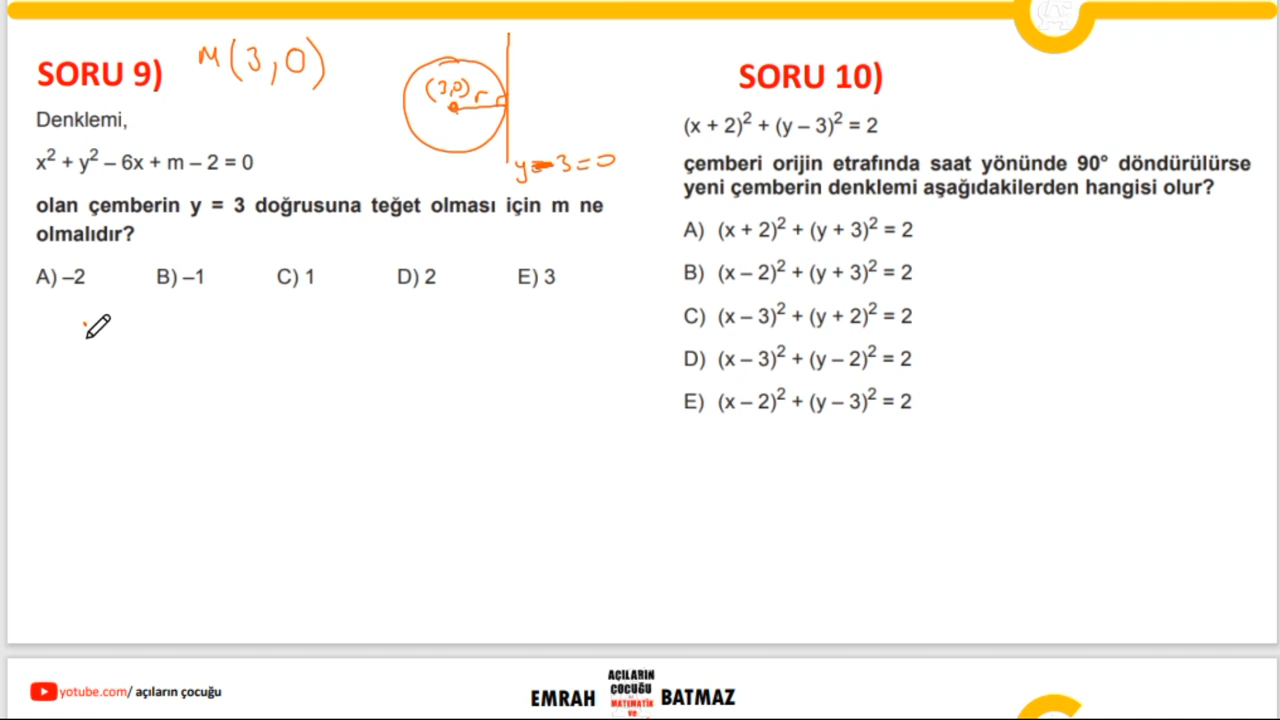 SORU 9)
M(3,0)
(3,0) r
y-3=0
Denklemi,
x² + y² – 6x + m – 2 = 0
olan çemberin y = 3 doğrusuna teğet olması için m ne
olmalıdır?
A) –2 B) –1 C) 1 D) 2 E) 3
SORU 10)
(x + 2)² + (y – 3)² = 2
çemberi orijin etrafında saat yönünde 90° döndürülürse
yeni çemberin denklemi aşağıdakilerden hangisi olur?
A) (x + 2)² + (y + 3)² = 2
B) (x – 2)² + (y + 3)² = 2
C) (x – 3)² + (y + 2)² = 2
D) (x – 3)² + (y – 2)² = 2
E) (x – 2)² + (y – 3)² = 2
yotube.com/ açıların çocuğu
EMRAH
AÇILARIN
ÇOCUĞU
MATEMATİK
ve
BATMAZ